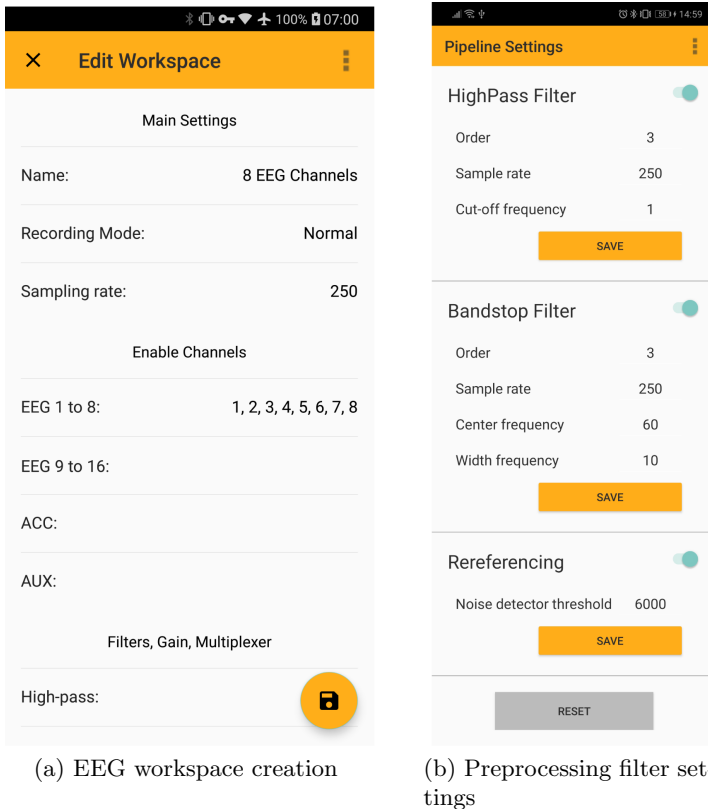 100% 07:00
Edit Workspace
Main Settings
Name: 8 EEG Channels
Recording Mode: Normal
Sampling rate: 250
Enable Channels
EEG 1 to 8: 1, 2, 3, 4, 5, 6, 7, 8
EEG 9 to 16:
ACC:
AUX:
Filters, Gain, Multiplexer
High-pass:
(a) EEG workspace creation
58 14:59
Pipeline Settings
HighPass Filter
Order 3
Sample rate 250
Cut-off frequency 1
SAVE
Bandstop Filter
Order 3
Sample rate 250
Center frequency 60
Width frequency 10
SAVE
Rereferencing
Noise detector threshold 6000
SAVE
RESET
(b) Preprocessing filter set-
tings